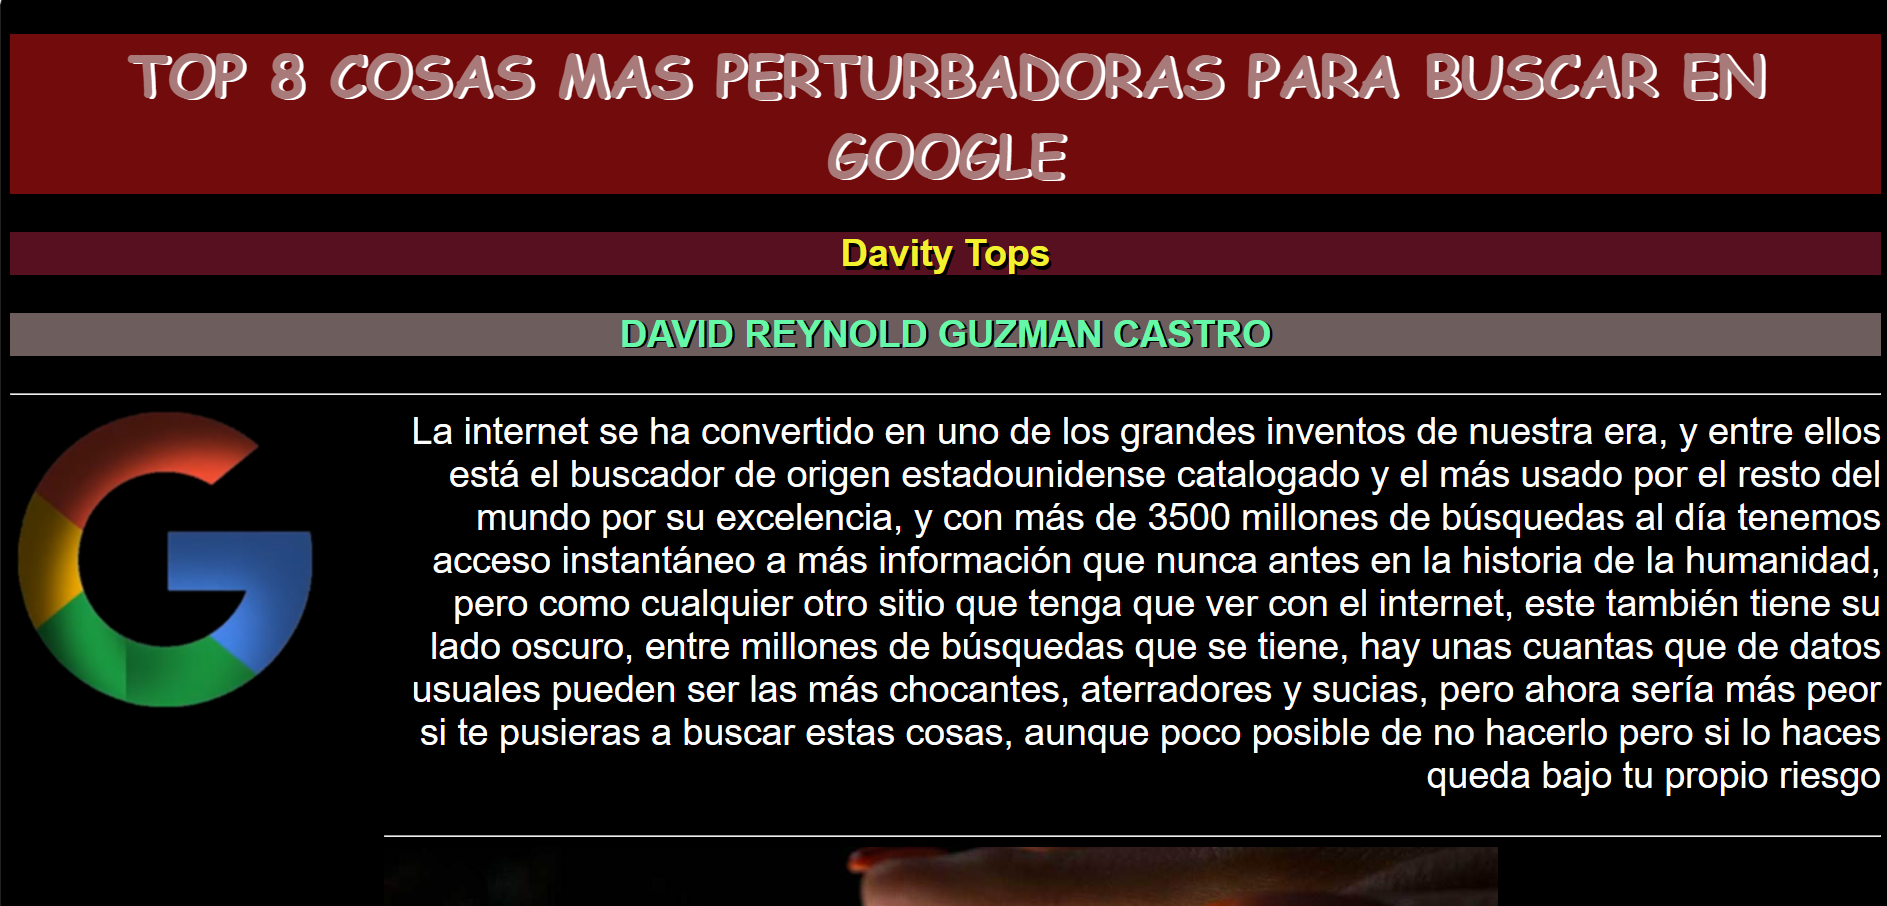 TOP 8 COSAS MAS PERTURBADORAS PARA BUSCAR EN
GOOGLE
Davity Tops
DAVID REYNOLD GUZMAN CASTRO
La internet se ha convertido en uno de los grandes inventos de nuestra era, y entre ellos
está el buscador de origen estadounidense catalogado y el más usado por el resto del
mundo por su excelencia, y con más de 3500 millones de búsquedas al día tenemos
acceso instantáneo a más información que nunca antes en la historia de la humanidad,
pero como cualquier otro sitio que tenga que ver con el internet, este también tiene su
lado oscuro, entre millones de búsquedas que se tiene, hay unas cuantas que de datos
usuales pueden ser las más chocantes, aterradores y sucias, pero ahora sería más peor
si te pusieras a buscar estas cosas, aunque poco posible de no hacerlo pero si lo haces
queda bajo tu propio riesgo